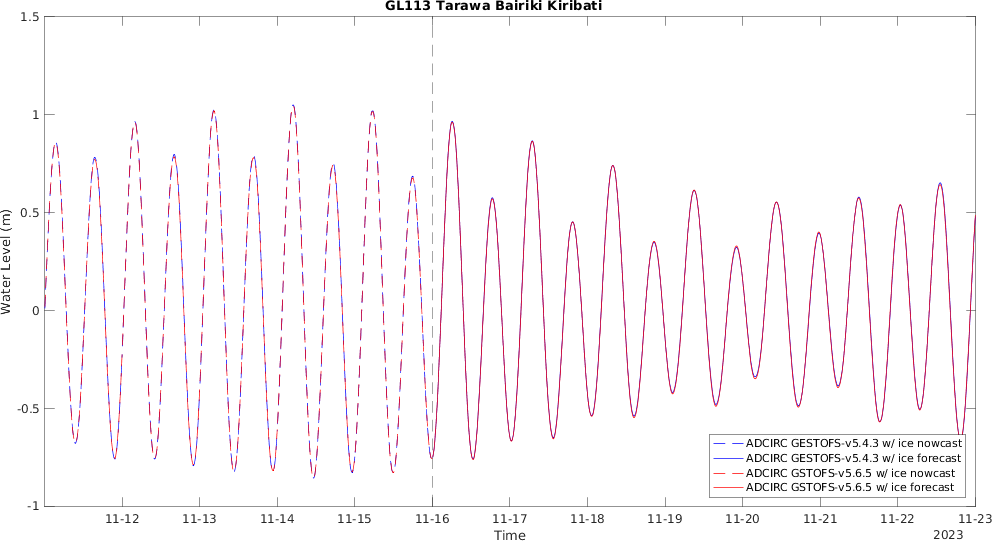 GL113 Tarawa Bairiki Kiribati
1.5
1
0.5
0
-0.5
-1
Water Level (m)
ADCIRC GESTOFS-v5.4.3 w/ ice nowcast
ADCIRC GESTOFS-v5.4.3 w/ ice forecast
ADCIRC GSTOFS-v5.6.5 w/ ice nowcast
ADCIRC GSTOFS-v5.6.5 w/ ice forecast
11-12 11-13 11-14 11-15 11-16 11-17 11-18 11-19 11-20 11-21 11-22 11-23
Time
2023